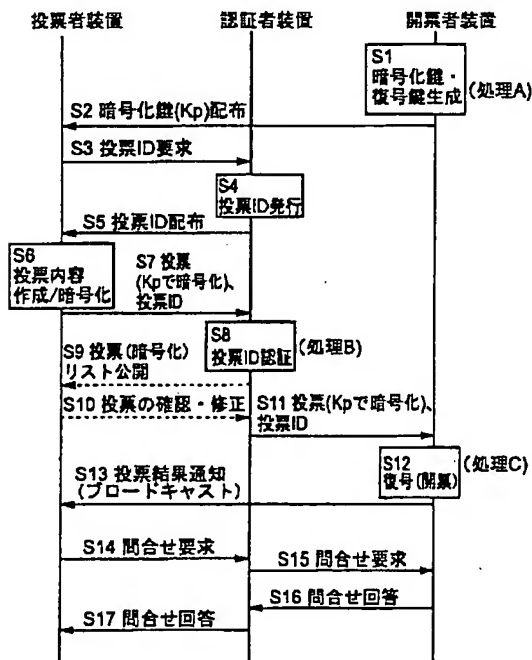 投票者装置
認証者装置
開票者装置
S1
暗号化鍵・
復号鍵生成
(処理A)
S2 暗号化鍵(Kp)配布
S3 投票ID要求
S4
投票ID発行
S5 投票ID配布
S6
投票内容
作成/暗号化
S7 投票
(Kpで暗号化)、
投票ID
S8
投票ID認証
(処理B)
S9 投票(暗号化)
リスト公開
S10 投票の確認・修正
S11 投票(Kpで暗号化)、
投票ID
S12
復号(開票)
(処理C)
S13 投票結果通知
(ブロードキャスト)
S14 問合せ要求
S15 問合せ要求
S16 問合せ回答
S17 問合せ回答